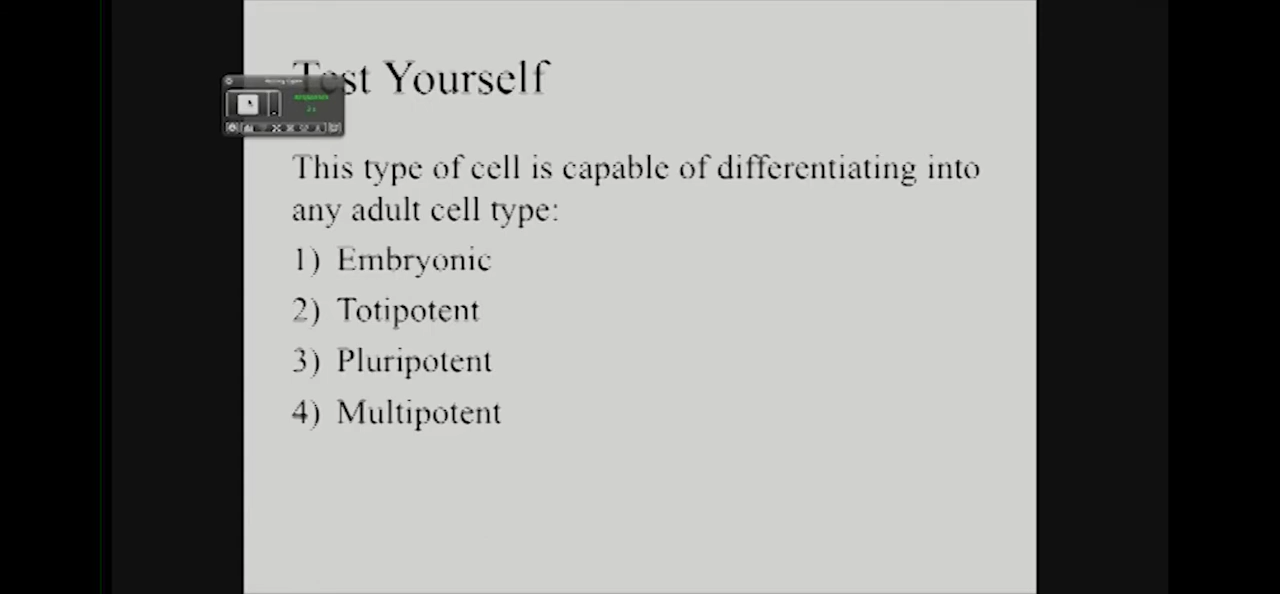 Test Yourself
This type of cell is capable of differentiating into
any adult cell type:
1) Embryonic
2) Totipotent
3) Pluripotent
4) Multipotent